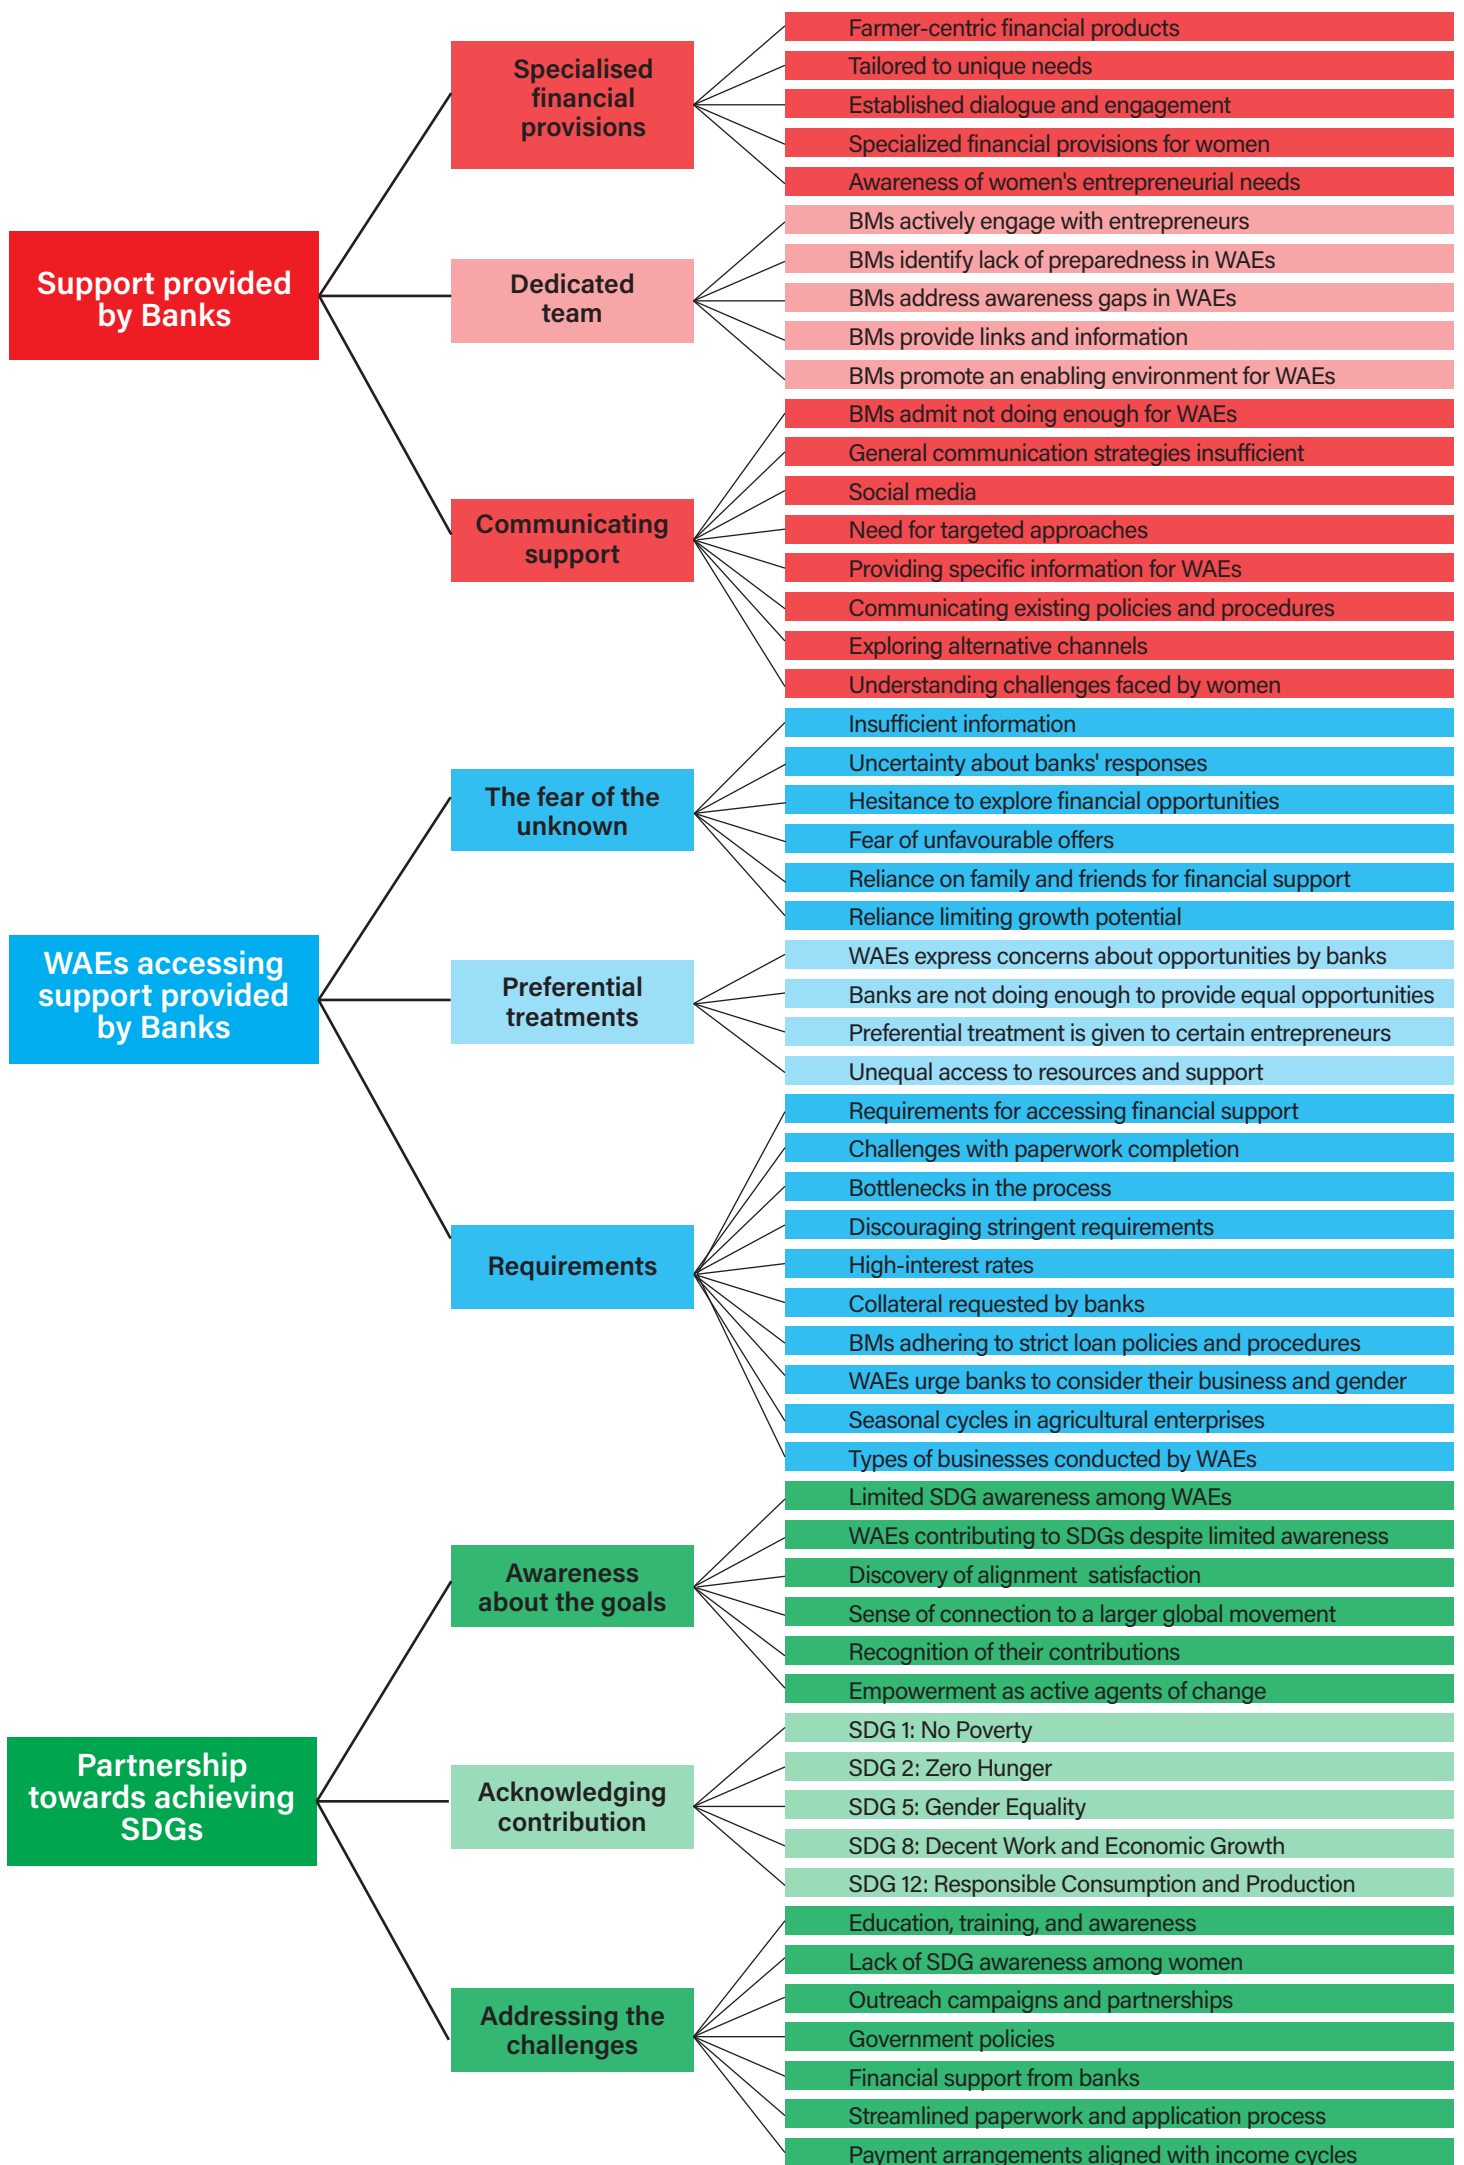 Support provided
by Banks
Specialised
financial
provisions
Farmer-centric financial products
Tailored to unique needs
Established dialogue and engagement
Specialized financial provisions for women
Awareness of women's entrepreneurial needs
Dedicated
team
BMs actively engage with entrepreneurs
BMs identify lack of preparedness in WAEs
BMs address awareness gaps in WAEs
BMs provide links and information
BMs promote an enabling environment for WAEs
Communicating
support
BMs admit not doing enough for WAEs
General communication strategies insufficient
Social media
Need for targeted approaches
Providing specific information for WAEs
Communicating existing policies and procedures
Exploring alternative channels
Understanding challenges faced by women
WAEs accessing
support provided
by Banks
The fear of the
unknown
Insufficient information
Uncertainty about banks' responses
Hesitance to explore financial opportunities
Fear of unfavourable offers
Reliance on family and friends for financial support
Reliance limiting growth potential
Preferential
treatments
WAEs express concerns about opportunities by banks
Banks are not doing enough to provide equal opportunities
Preferential treatment is given to certain entrepreneurs
Unequal access to resources and support
Requirements
Requirements for accessing financial support
Challenges with paperwork completion
Bottlenecks in the process
Discouraging stringent requirements
High-interest rates
Collateral requested by banks
BMs adhering to strict loan policies and procedures
WAEs urge banks to consider their business and gender
Seasonal cycles in agricultural enterprises
Types of businesses conducted by WAEs
Partnership
towards achieving
SDGs
Awareness
about the goals
Limited SDG awareness among WAEs
WAEs contributing to SDGs despite limited awareness
Discovery of alignment  satisfaction
Sense of connection to a larger global movement
Recognition of their contributions
Empowerment as active agents of change
Acknowledging
contribution
SDG 1: No Poverty
SDG 2: Zero Hunger
SDG 5: Gender Equality
SDG 8: Decent Work and Economic Growth
SDG 12: Responsible Consumption and Production
Addressing the
challenges
Education, training, and awareness
Lack of SDG awareness among women
Outreach campaigns and partnerships
Government policies
Financial support from banks
Streamlined paperwork and application process
Payment arrangements aligned with income cycles